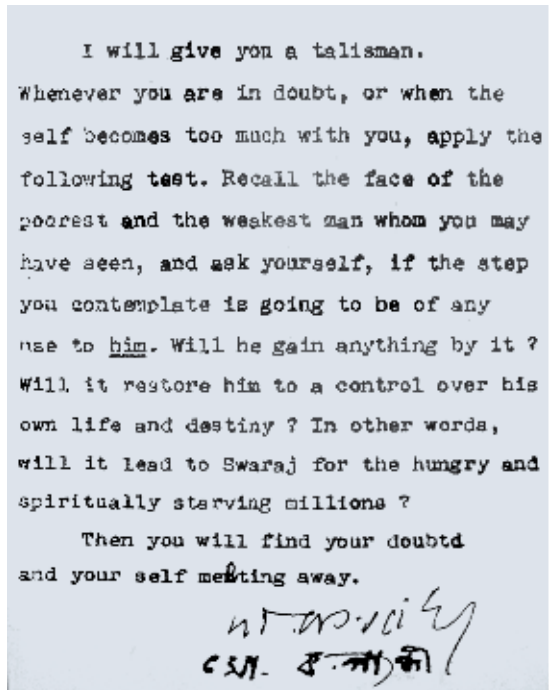 I will give you a talisman.
Whenever you are in doubt, or when the
self becomes too much with you, apply the
following test. Recall the face of the
poorest and the weakest man whom you may
have seen, and ask yourself, if the step
you contemplate is going to be of any
use to him. Will he gain anything by it ?
Will it restore him to a control over his
own life and destiny ? In other words,
will it lead to Swaraj for the hungry and
spiritually starving millions ?
Then you will find your doubtd
and your self melting away.